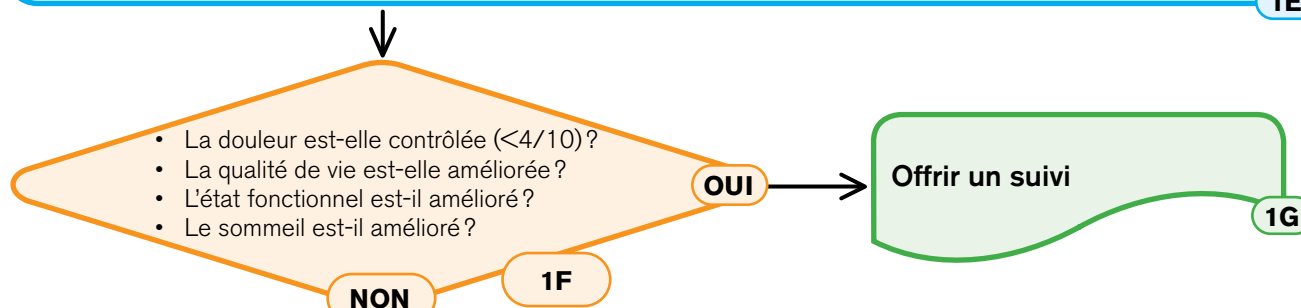 1E
• La douleur est-elle contrôlée (<4/10) ?
• La qualité de vie est-elle améliorée ?
• L'état fonctionnel est-il amélioré ?
• Le sommeil est-il amélioré ?
OUI
Offrir un suivi
1G
1F
NON